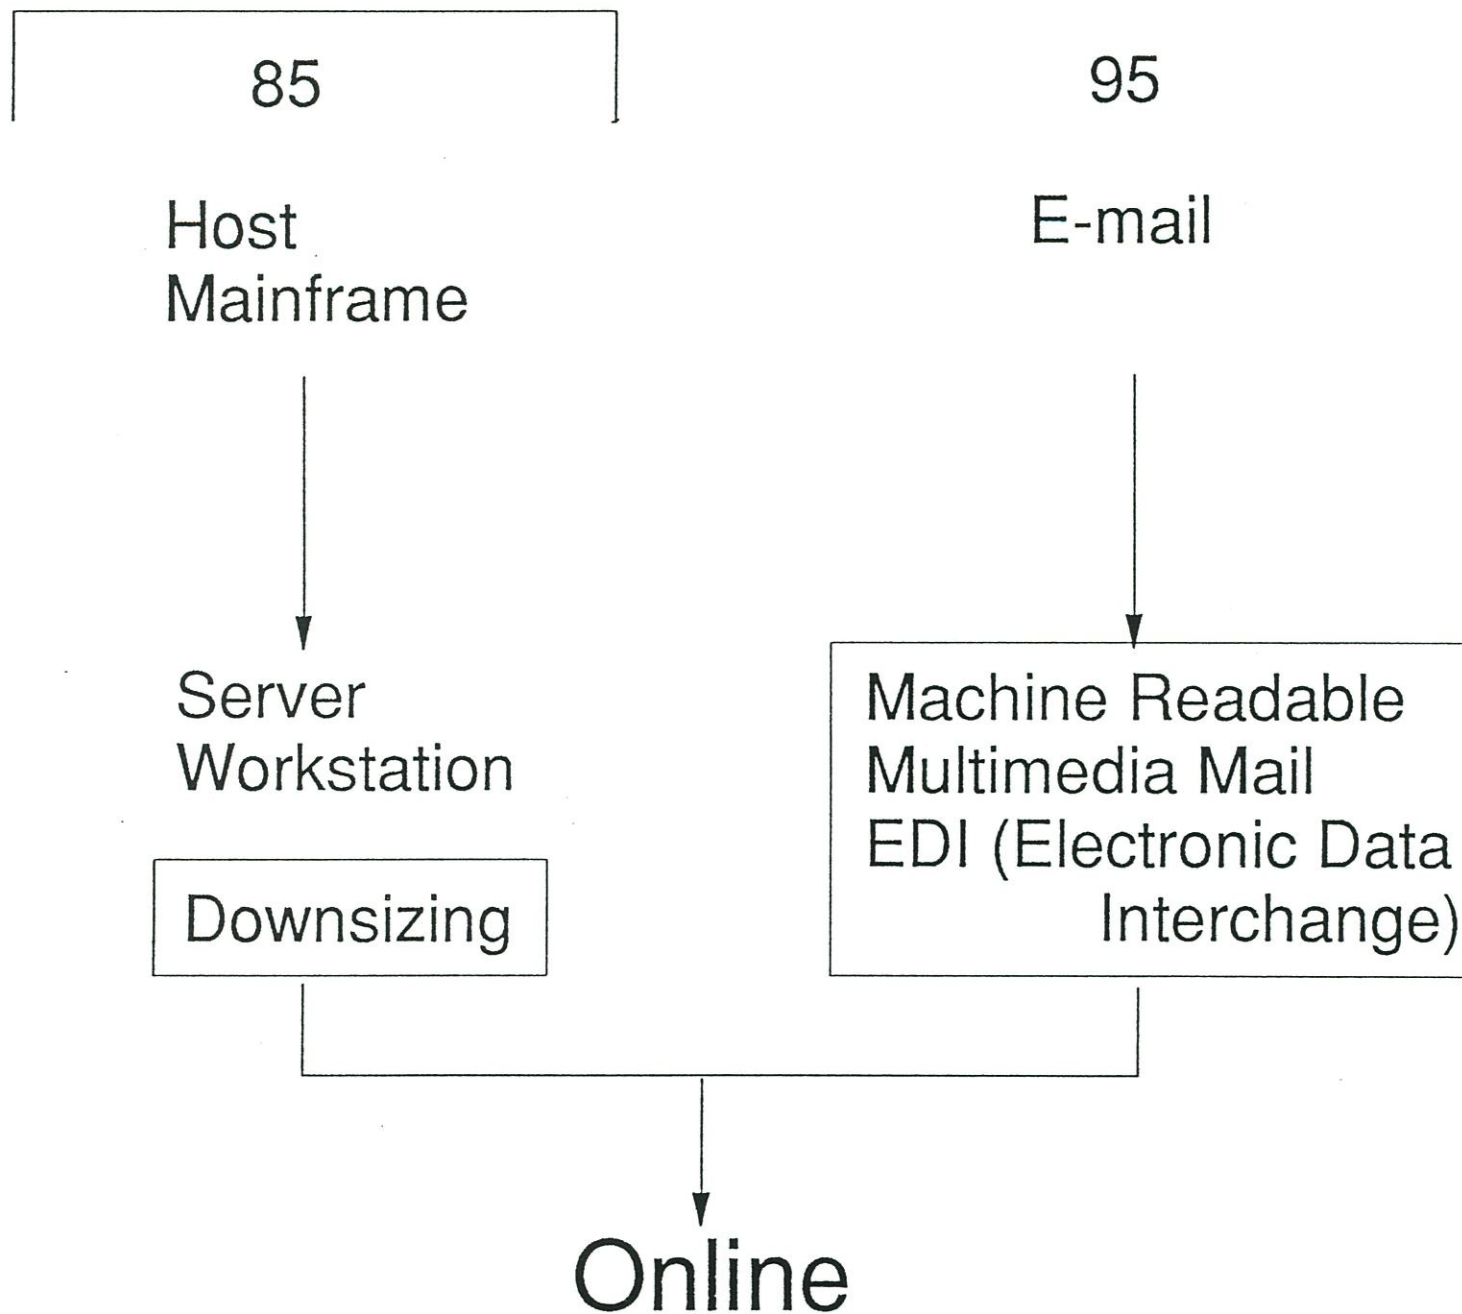 85
Host
Mainframe
Server
Workstation
Downsizing
95
E-mail
Machine Readable
Multimedia Mail
EDI (Electronic Data
Interchange)
Online